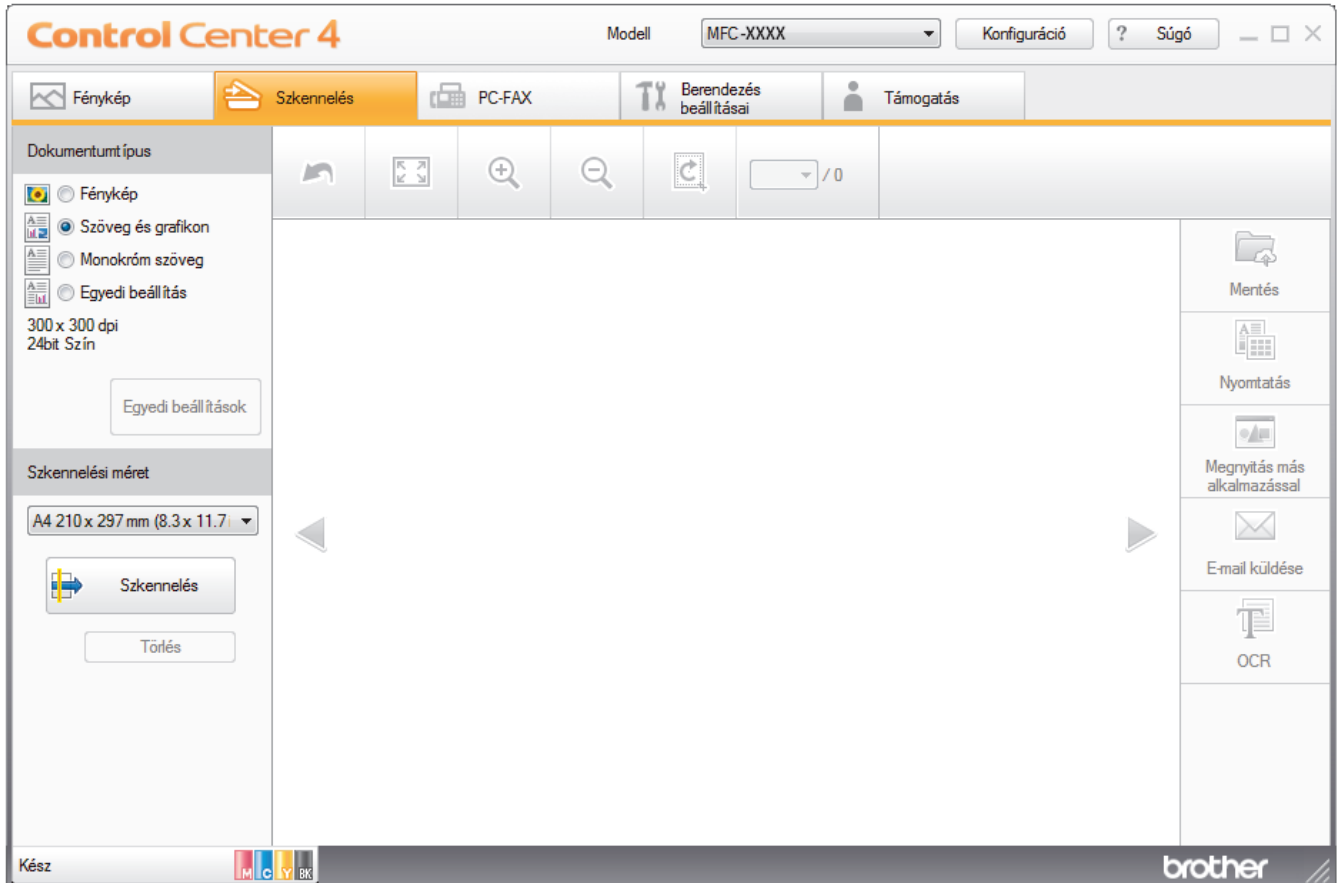 Control Center 4
Modell
MFC-XXXX
Konfiguráció
? Súgó
Fénykép
Szkennelés
PC-FAX
Berendezés
beállításai
Támogatás
Dokumentumtípus
/ 0
Fénykép
Szöveg és grafikon
Monokróm szöveg
Egyedi beállítás
300 x 300 dpi
24bit Szín
Egyedi beállítások
Szkennelési méret
A4 210 x 297 mm (8.3 x 11.7
Szkennelés
Törlés
Mentés
Nyomtatás
Megnyitás más
alkalmazással
E-mail küldése
OCR
Kész
M C Y BK
brother